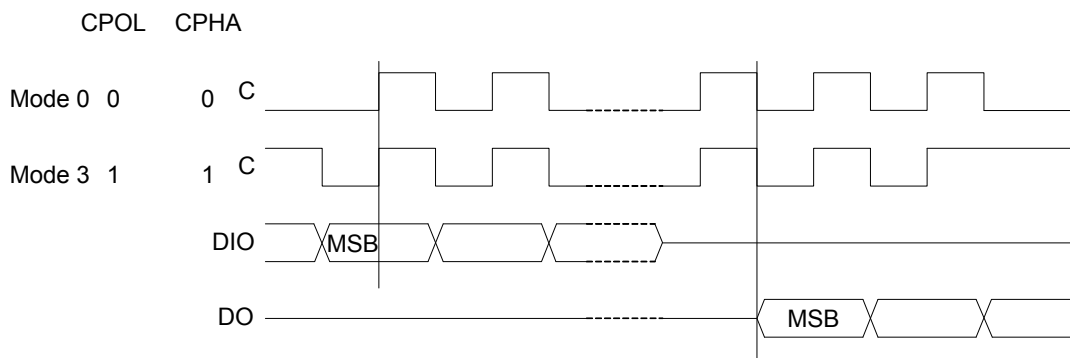 CPOL CPHA
Mode 0 0 0 C
Mode 3 1 1 C
DIO MSB
DO MSB